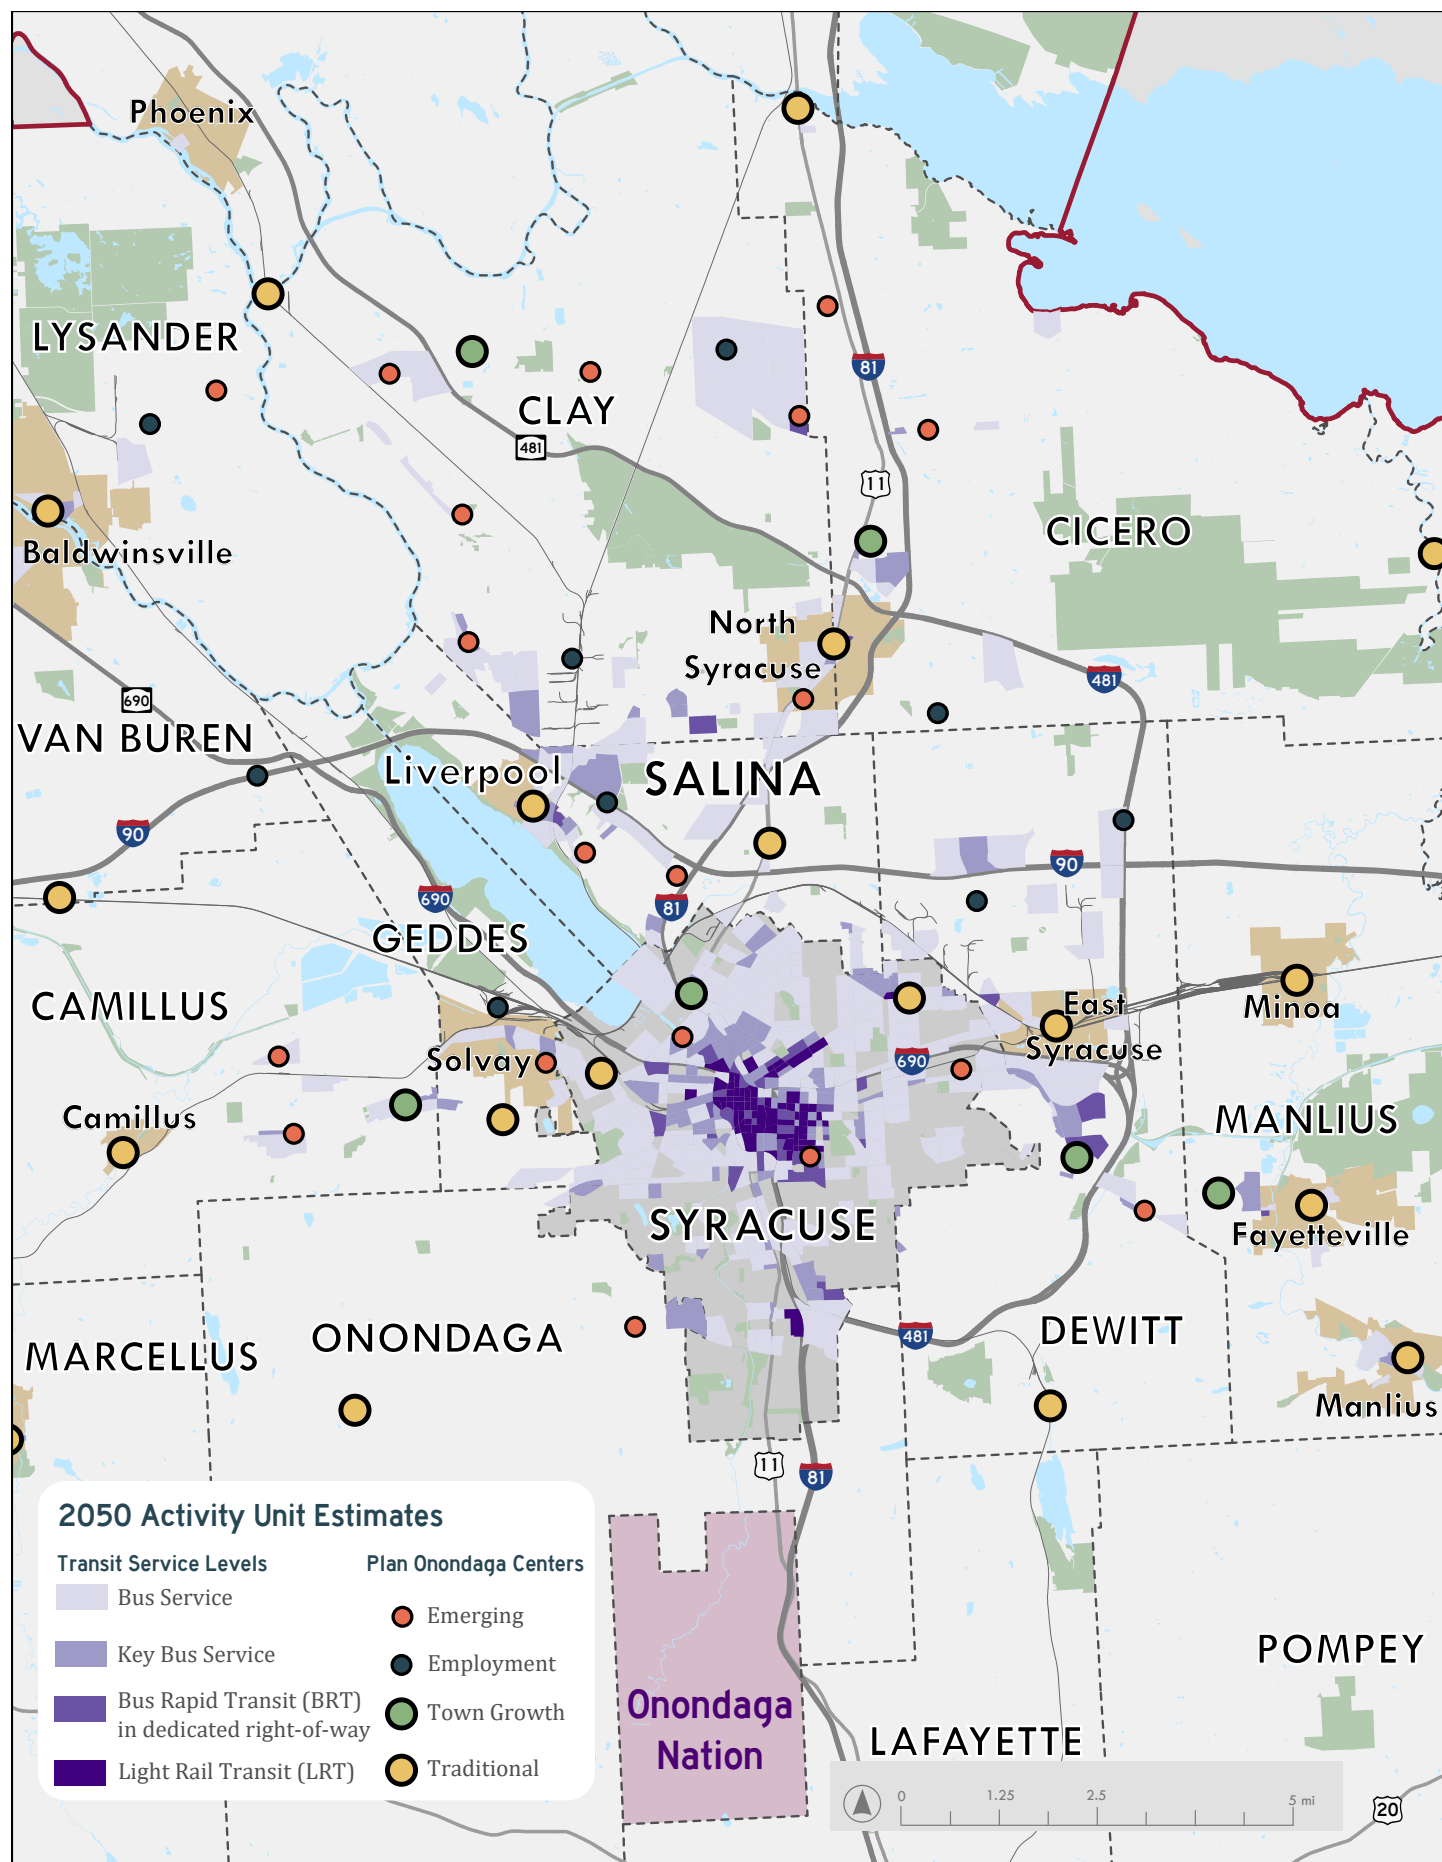 Phoenix
LYSANDER
81
CLAY
481
11
CICERO
Baldwinsville
North
Syracuse
481
690
VAN BUREN
Liverpool
SALINA
90
90
690
81
GEDDES
CAMILLUS
East
Syracuse
Minoa
Solvay
690
Camillus
MANLIUS
SYRACUSE
Fayetteville
ONONDAGA
481
DEWITT
MARCELLUS
Manlius
11
81
2050 Activity Unit Estimates
Transit Service Levels
Bus Service
Key Bus Service
Bus Rapid Transit (BRT)
in dedicated right-of-way
Light Rail Transit (LRT)
Plan Onondaga Centers
Emerging
Employment
Town Growth
Traditional
Onondaga
Nation
POMPEY
LAFAYETTE
0 1.25 2.5 5 mi
20